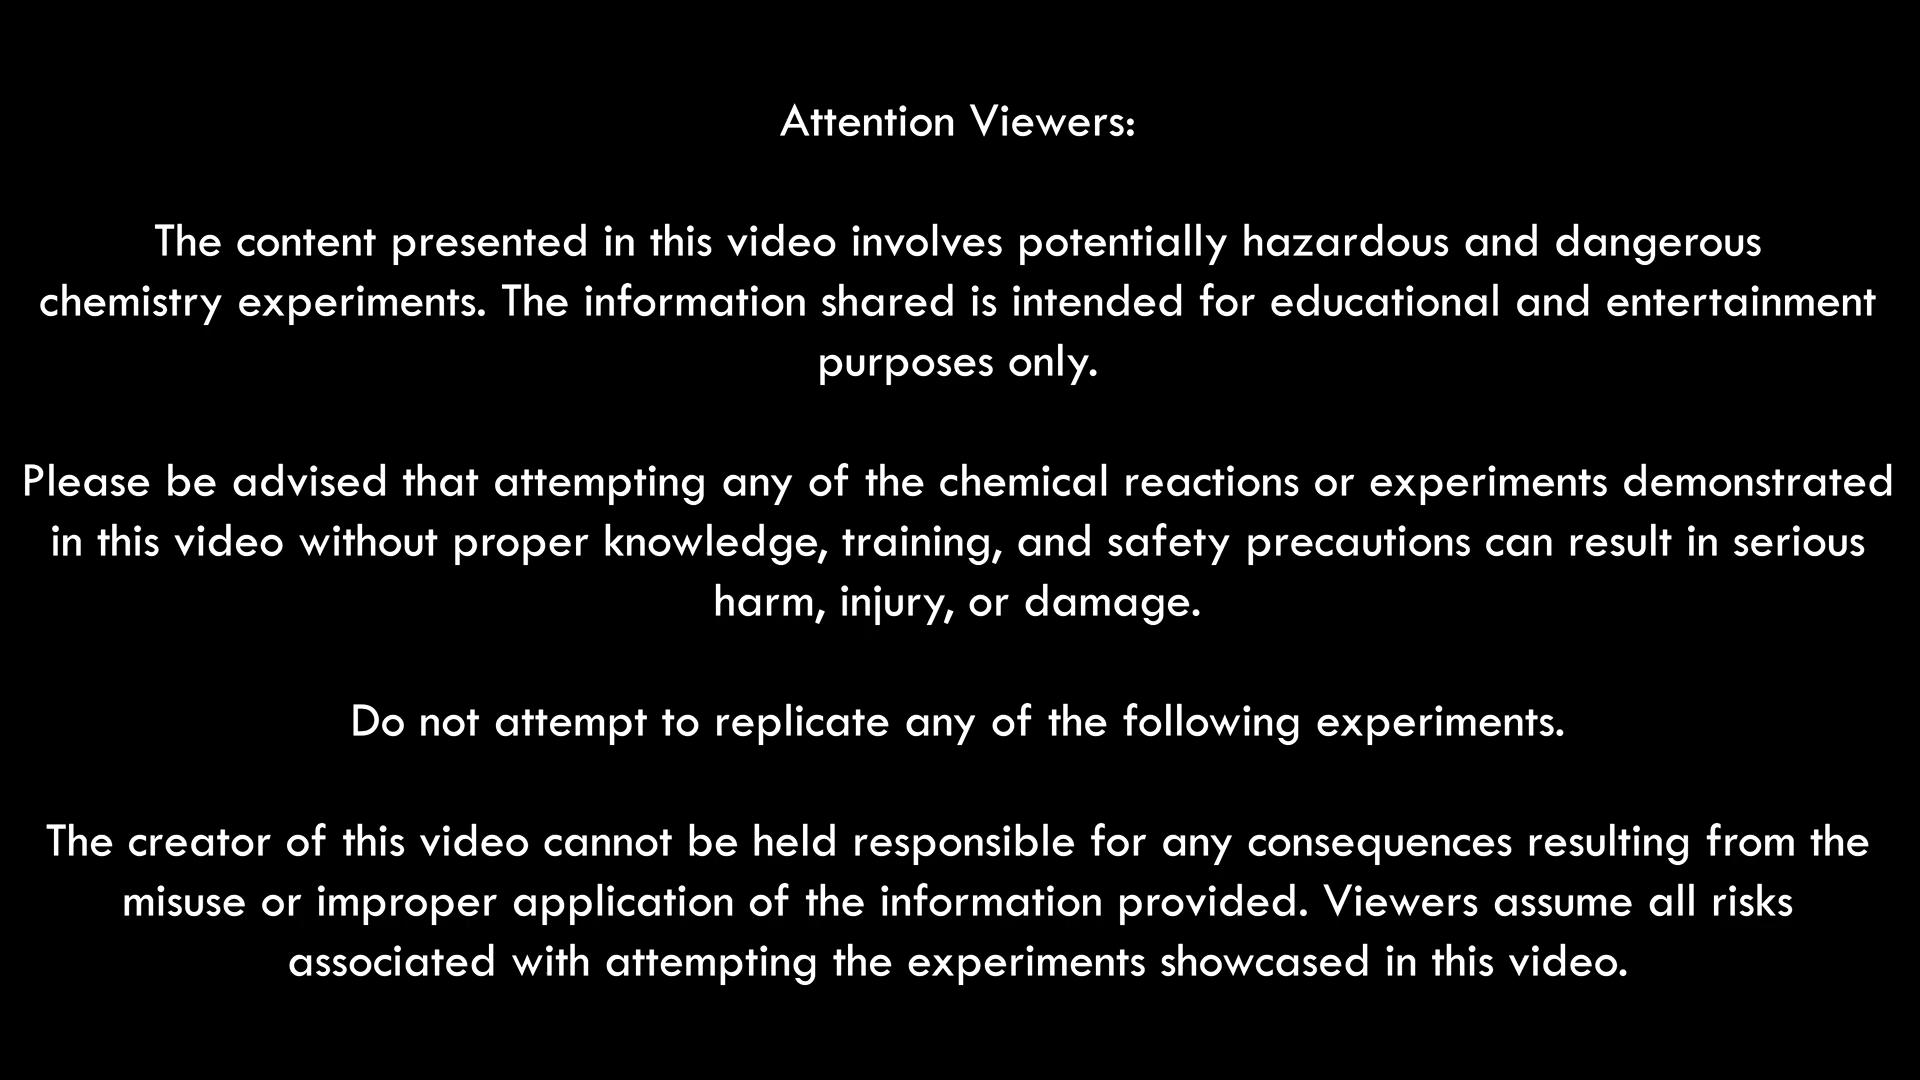 Attention Viewers:
The content presented in this video involves potentially hazardous and dangerous
chemistry experiments. The information shared is intended for educational and entertainment
purposes only.
Please be advised that attempting any of the chemical reactions or experiments demonstrated
in this video without proper knowledge, training, and safety precautions can result in serious
harm, injury, or damage.
Do not attempt to replicate any of the following experiments.
The creator of this video cannot be held responsible for any consequences resulting from the
misuse or improper application of the information provided. Viewers assume all risks
associated with attempting the experiments showcased in this video.